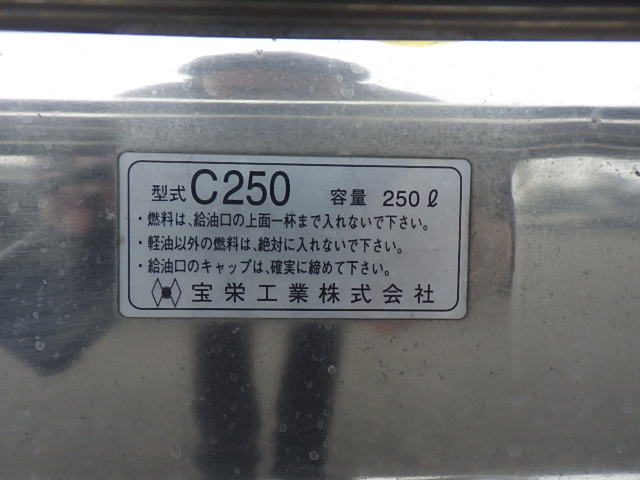 型式 C250 容量 250ℓ
・燃料は、給油口の上面一杯まで入れないで下さい。
・軽油以外の燃料は、絶対に入れないで下さい。
・給油口のキャップは、確実に締めて下さい。
宝栄工業株式会社